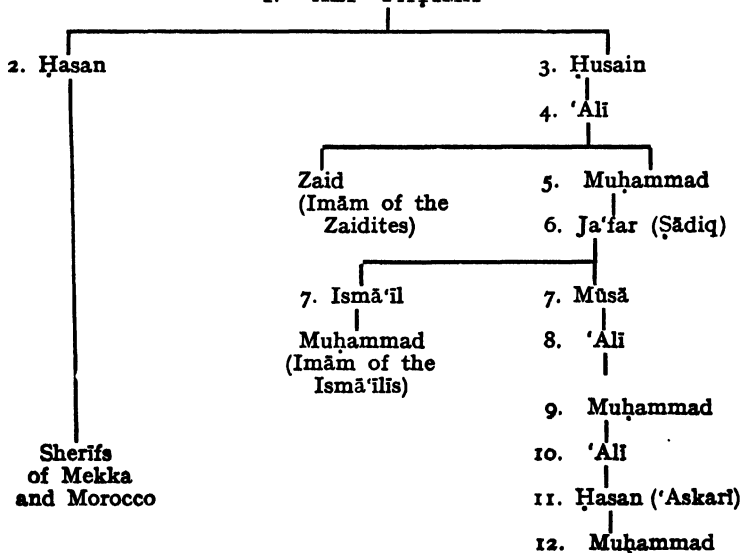 2. Ḥasan
3. Ḥusain
4. ‘Alī
Zaid
(Imām of the
Zaidites)
5. Muḥammad
6. Ja‘far (Ṣādiq)
7. Ismā‘īl
Muḥammad
(Imām of the
Ismā‘īlīs)
7. Mūsā
8. ‘Alī
9. Muḥammad
10. ‘Alī
11. Ḥasan (‘Askarī)
12. Muḥammad
Sherīfs
of Mekka
and Morocco